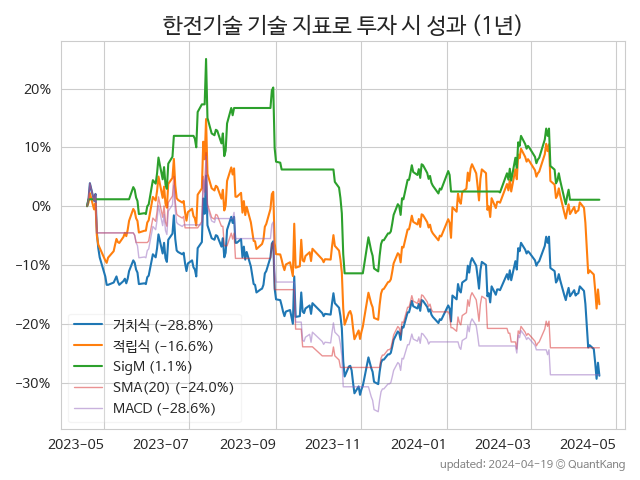 한전기술 기술 지표로 투자 시 성과 (1년)
20%
10%
0%
−10%
−20%
−30%
거치식 (−28.8%)
적립식 (−16.6%)
SigM (1.1%)
SMA(20) (−24.0%)
MACD (−28.6%)
2023-05 2023-07 2023-09 2023-11 2024-01 2024-03 2024-05
updated: 2024-04-19 © QuantKang